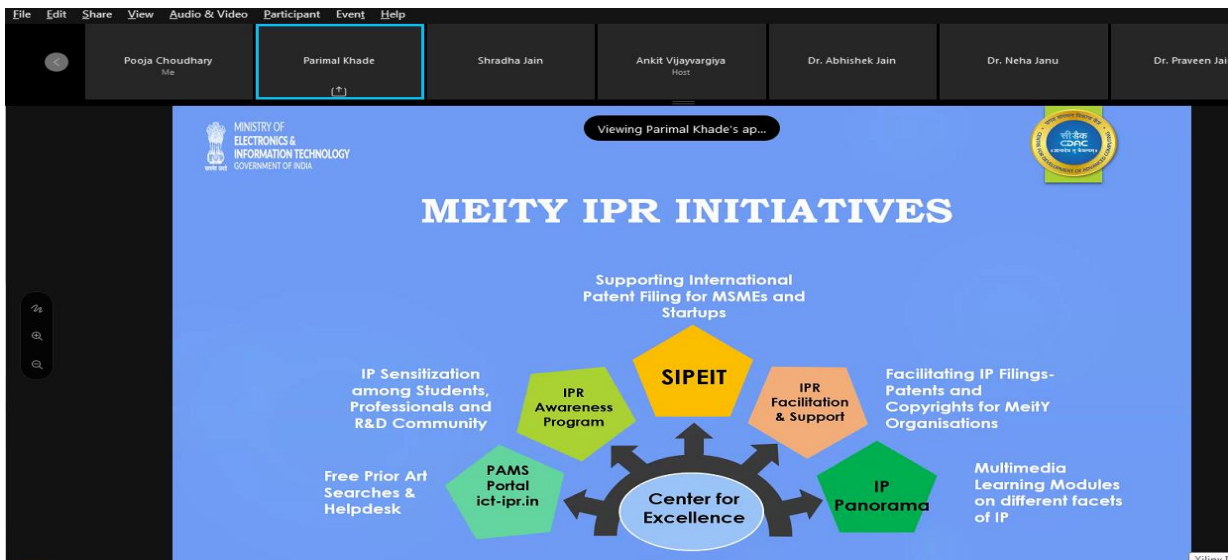 File Edit Share View Audio & Video Participant Event Help
Pooja Choudhary
Me
Parimal Khade
Shradha Jain
Ankit Vijayvargiya
Host
Dr. Abhishek Jain
Dr. Neha Janu
Dr. Praveen Jai
MINISTRY OF
ELECTRONICS &
INFORMATION TECHNOLOGY
GOVERNMENT OF INDIA
Viewing Parimal Khade's ap...
सी डैक
CDAC
MEITY IPR INITIATIVES
Supporting International
Patent Filing for MSMEs and
Startups
SIPEIT
IP Sensitization
among Students,
Professionals and
R&D Community
IPR
Awareness
Program
IPR
Facilitation
& Support
Facilitating IP Filings-
Patents and
Copyrights for MeitY
Organisations
Free Prior Art
Searches &
Helpdesk
PAMS
Portal
ict-ipr.in
Center for
Excellence
IP
Panorama
Multimedia
Learning Modules
on different facets
of IP